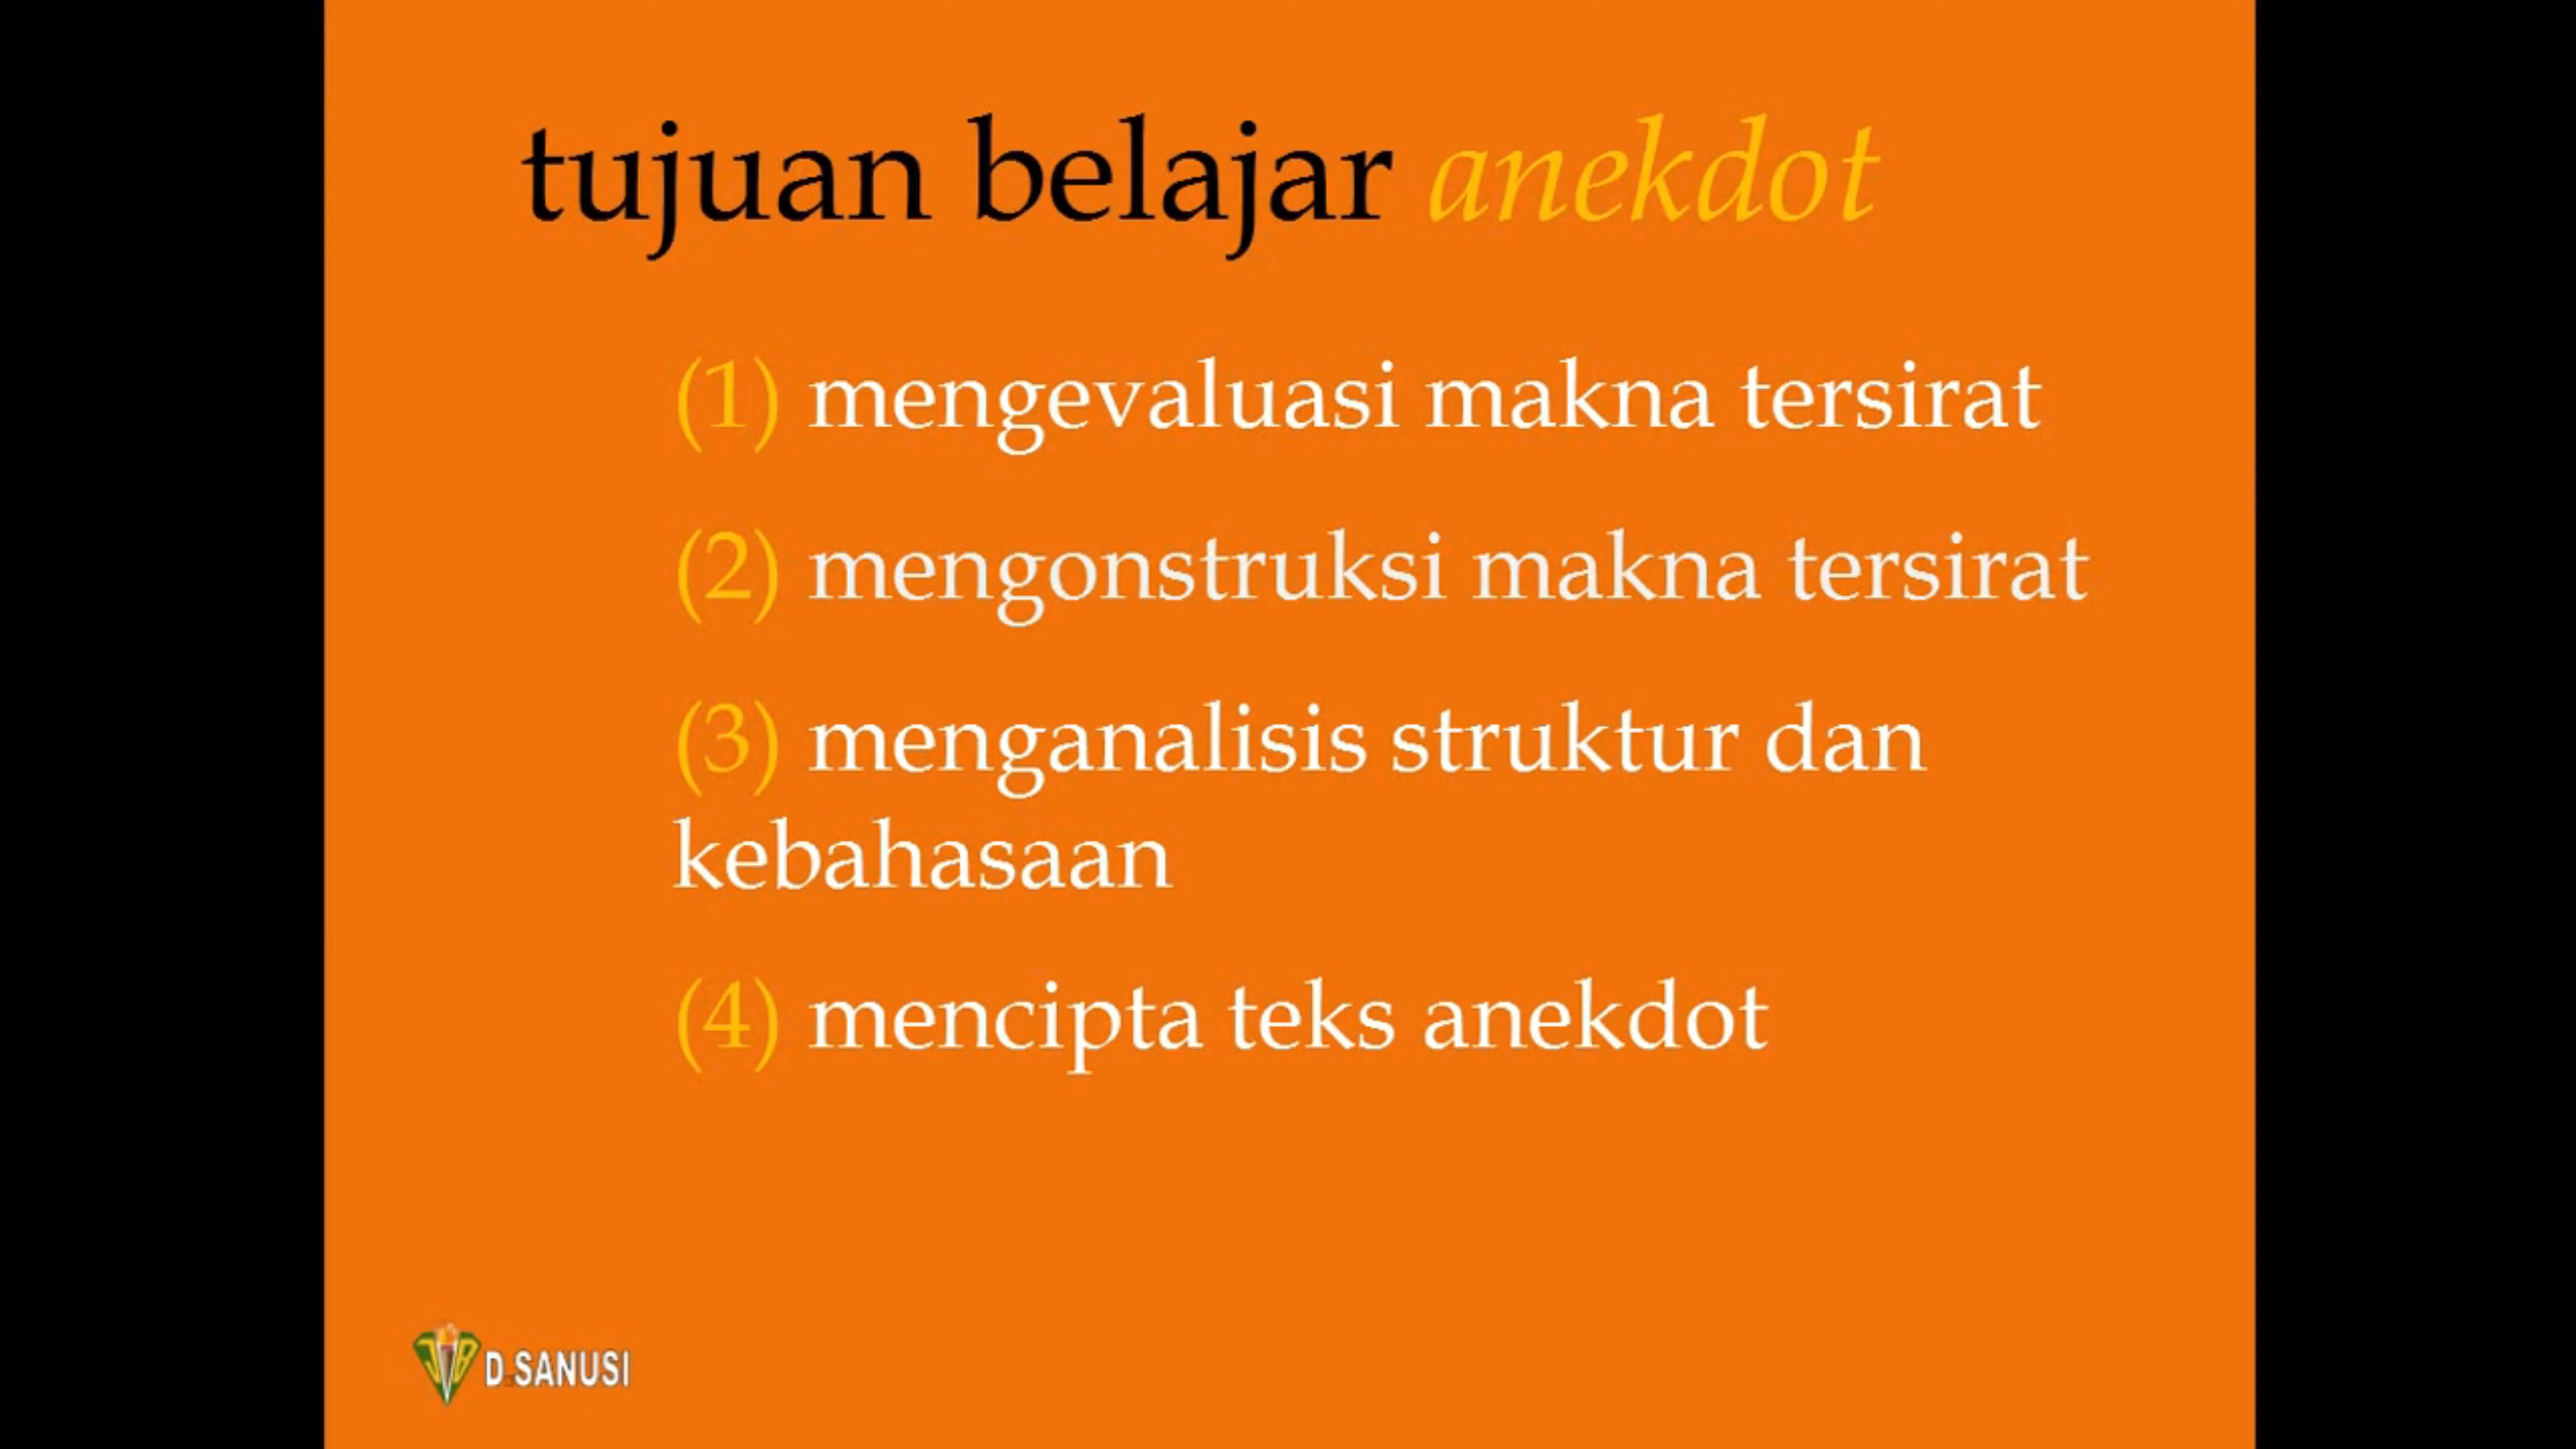 tujuan belajar anekdot
(1) mengevaluasi makna tersirat
(2) mengonstruksi makna tersirat
(3) menganalisis struktur dan
kebahasaan
(4) mencipta teks anekdot
D.SANUSI